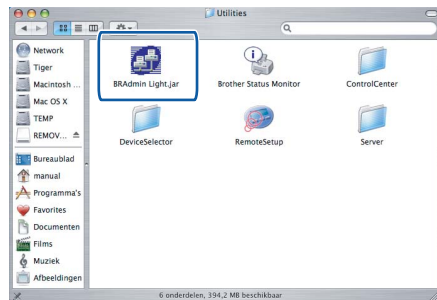 Utilities
Network
Tiger
Macintosh ...
Mac OS X
TEMP
REMOV...
Bureaublad
manual
Programma's
Favorites
Documenten
Films
Muziek
Afbeeldingen
BRAdmin Light.jar
Brother Status Monitor
ControlCenter
DeviceSelector
RemoteSetup
Server
6 onderdelen, 394,2 MB beschikbaar